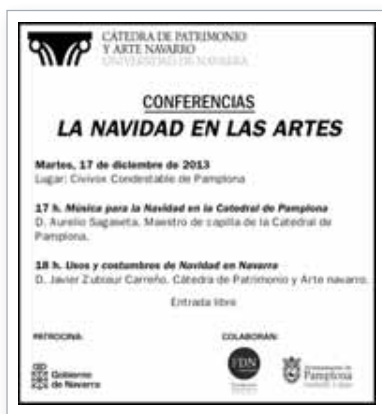 CÁTEDRA DE PATRIMONIO
Y ARTE NAVARRO
UNIVERSIDAD DE NAVARRA
CONFERENCIAS
LA NAVIDAD EN LAS ARTES
Martes, 17 de diciembre de 2013
Lugar: Civivox Condestable de Pamplona
17 h. Música para la Navidad en la Catedral de Pamplona
D. Aurelio Sagaseta. Maestro de capilla de la Catedral de
Pamplona.
18 h. Usos y costumbres de Navidad en Navarra
D. Javier Zubiaur Carreño. Cátedra de Patrimonio y Arte navarro.
Entrada libre
PATROCINA:
COLABORAN:
Gobierno
de Navarra
FDN
Pamplona